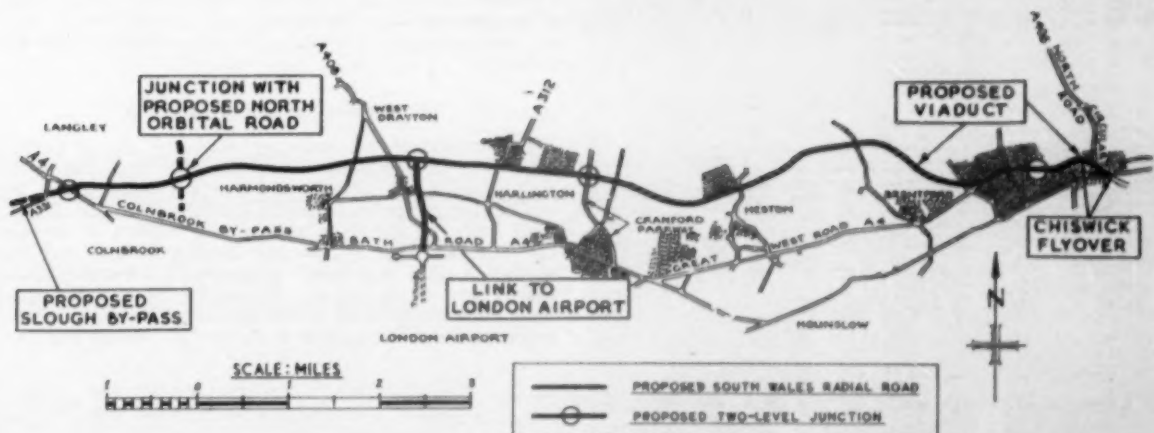 JUNCTION WITH
PROPOSED NORTH
ORBITAL ROAD
LANGLEY
A4
A408
WEST
DRAYTON
A312
PROPOSED
VIADUCT
NORTH
ROAD
HARMONDSWORTH
HARLINGTON
CRANFORD
PARKWAY
HESTON
BRENTFORD
COLNBROOK BY-PASS
COLNBROOK
BATH ROAD A4
GREAT WEST ROAD A4
CHISWICK
FLYOVER
PROPOSED
SLOUGH BY-PASS
LINK TO
LONDON AIRPORT
LONDON AIRPORT
HOUNSLOW
N
SCALE: MILES
1 0 1 2 3
PROPOSED SOUTH WALES RADIAL ROAD
PROPOSED TWO-LEVEL JUNCTION